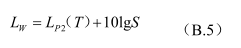 L_W = L_{P2}(T) + 10lgS （B.5）